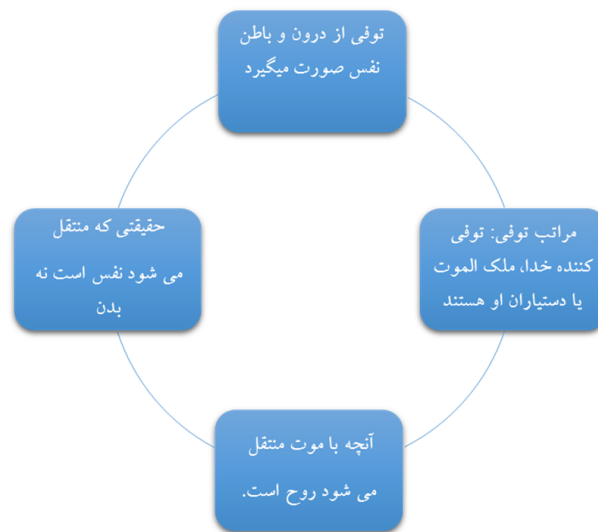 توفی از درون و باطن
نفس صورت میگیرد
مراتب توفی: توفی
کننده خدا، ملک الموت
یا دستیاران او هستند
آنچه با موت منتقل
می شود روح است.
حقیقتی که منتقل
می شود نفس است نه
بدن